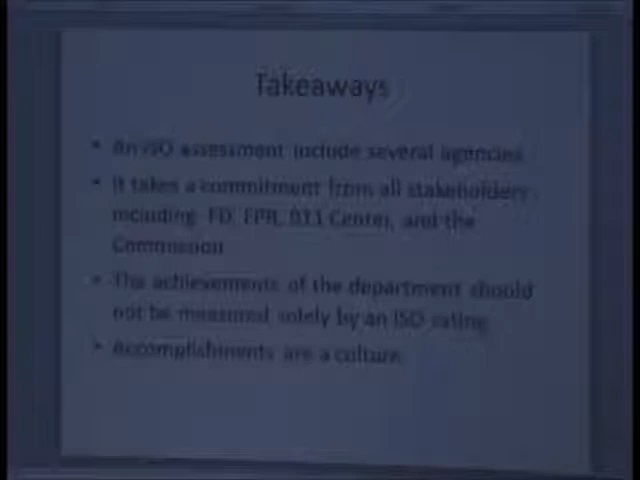 Takeaways
• An ISO assessment include several agencies
• It takes a commitment from all stakeholders
including FD, EPB, 911 Center, and the
Commission
• The achievements of the department should
not be measured solely by an ISO rating
• Accomplishments are a culture